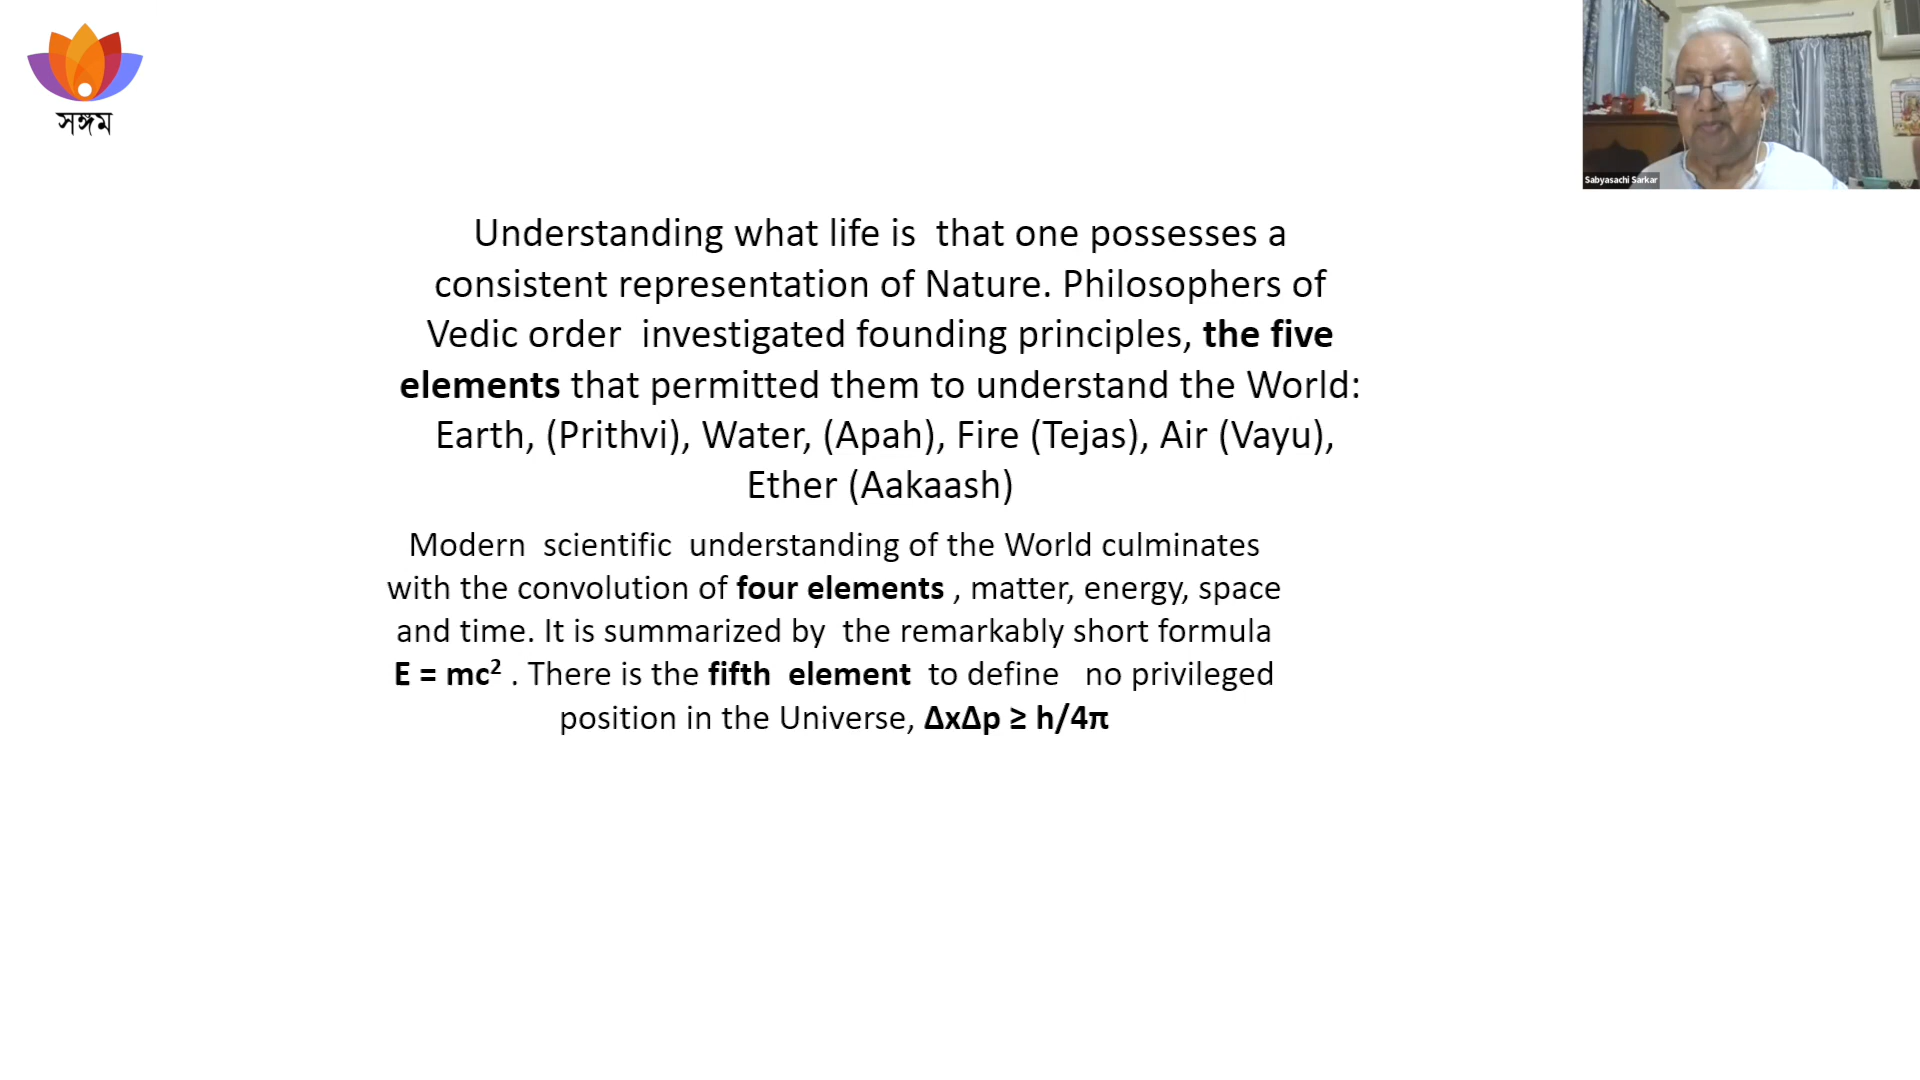 সঙ্গম
Sabyasachi Sarkar
Understanding what life is  that one possesses a
consistent representation of Nature. Philosophers of
Vedic order  investigated founding principles, the five
elements that permitted them to understand the World:
Earth, (Prithvi), Water, (Apah), Fire (Tejas), Air (Vayu),
Ether (Aakaash)
Modern  scientific  understanding of the World culminates
with the convolution of four elements , matter, energy, space
and time. It is summarized by  the remarkably short formula
E = mc² . There is the fifth  element  to define   no privileged
position in the Universe, ΔxΔp ≥ h/4π